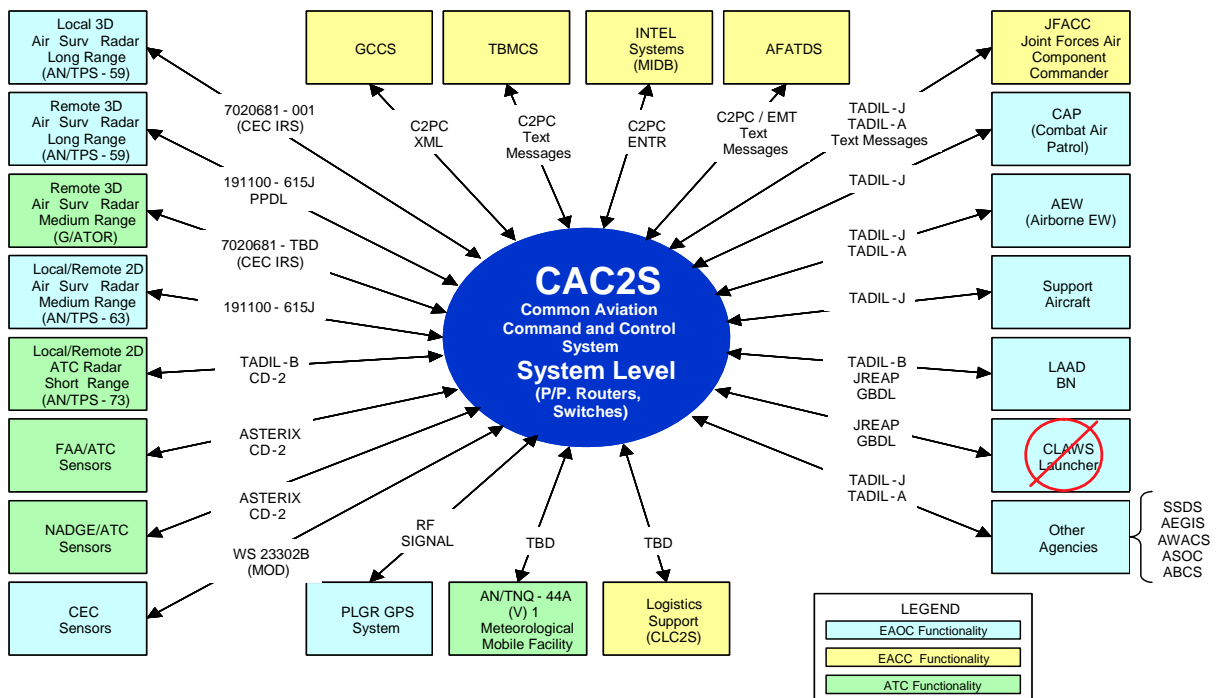 Local 3D
Air Surv Radar
Long Range
(AN/TPS - 59)
Remote 3D
Air Surv Radar
Long Range
(AN/TPS - 59)
Remote 3D
Air Surv Radar
Medium Range
(G/ATOR)
Local/Remote 2D
Air Surv Radar
Medium Range
(AN/TPS - 63)
Local/Remote 2D
ATC Radar
Short Range
(AN/TPS - 73)
FAA/ATC
Sensors
NADGE/ATC
Sensors
CEC
Sensors
GCCS
TBMCS
INTEL
Systems
(MIDB)
AFATDS
JFACC
Joint Forces Air
Component
Commander
CAP
(Combat Air
Patrol)
AEW
(Airborne EW)
Support
Aircraft
LAAD
BN
CLAWS
Launcher
Other
Agencies
SSDS
AEGIS
AWACS
ASOC
ABCS
7020681 - 001
(CEC IRS)
191100 - 615J
PPDL
7020681 - TBD
(CEC IRS)
191100 - 615J
TADIL - B
CD - 2
ASTERIX
CD - 2
ASTERIX
CD - 2
WS 23302B
(MOD)
C2PC
XML
C2PC
Text
Messages
C2PC
ENTR
C2PC / EMT
Text
Messages
TADIL - J
TADIL - A
Text Messages
TADIL - J
TADIL - J
TADIL - A
TADIL - J
TADIL - B
JREAP
GBDL
JREAP
GBDL
TADIL - J
TADIL - A
CAC2S
Common Aviation
Command and Control
System
System Level
(P/P. Routers,
Switches)
RF
SIGNAL
TBD
TBD
PLGR GPS
System
AN/TNQ - 44A
(V) 1
Meteorological
Mobile Facility
Logistics
Support
(CLC2S)
LEGEND
EAOC Functionality
EACC Functionality
ATC Functionality